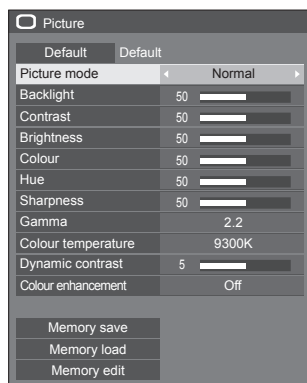 Picture
Default Default
Picture mode Normal
Backlight 50
Contrast 50
Brightness 50
Colour 50
Hue 50
Sharpness 50
Gamma 2.2
Colour temperature 9300K
Dynamic contrast 5
Colour enhancement Off
Memory save
Memory load
Memory edit